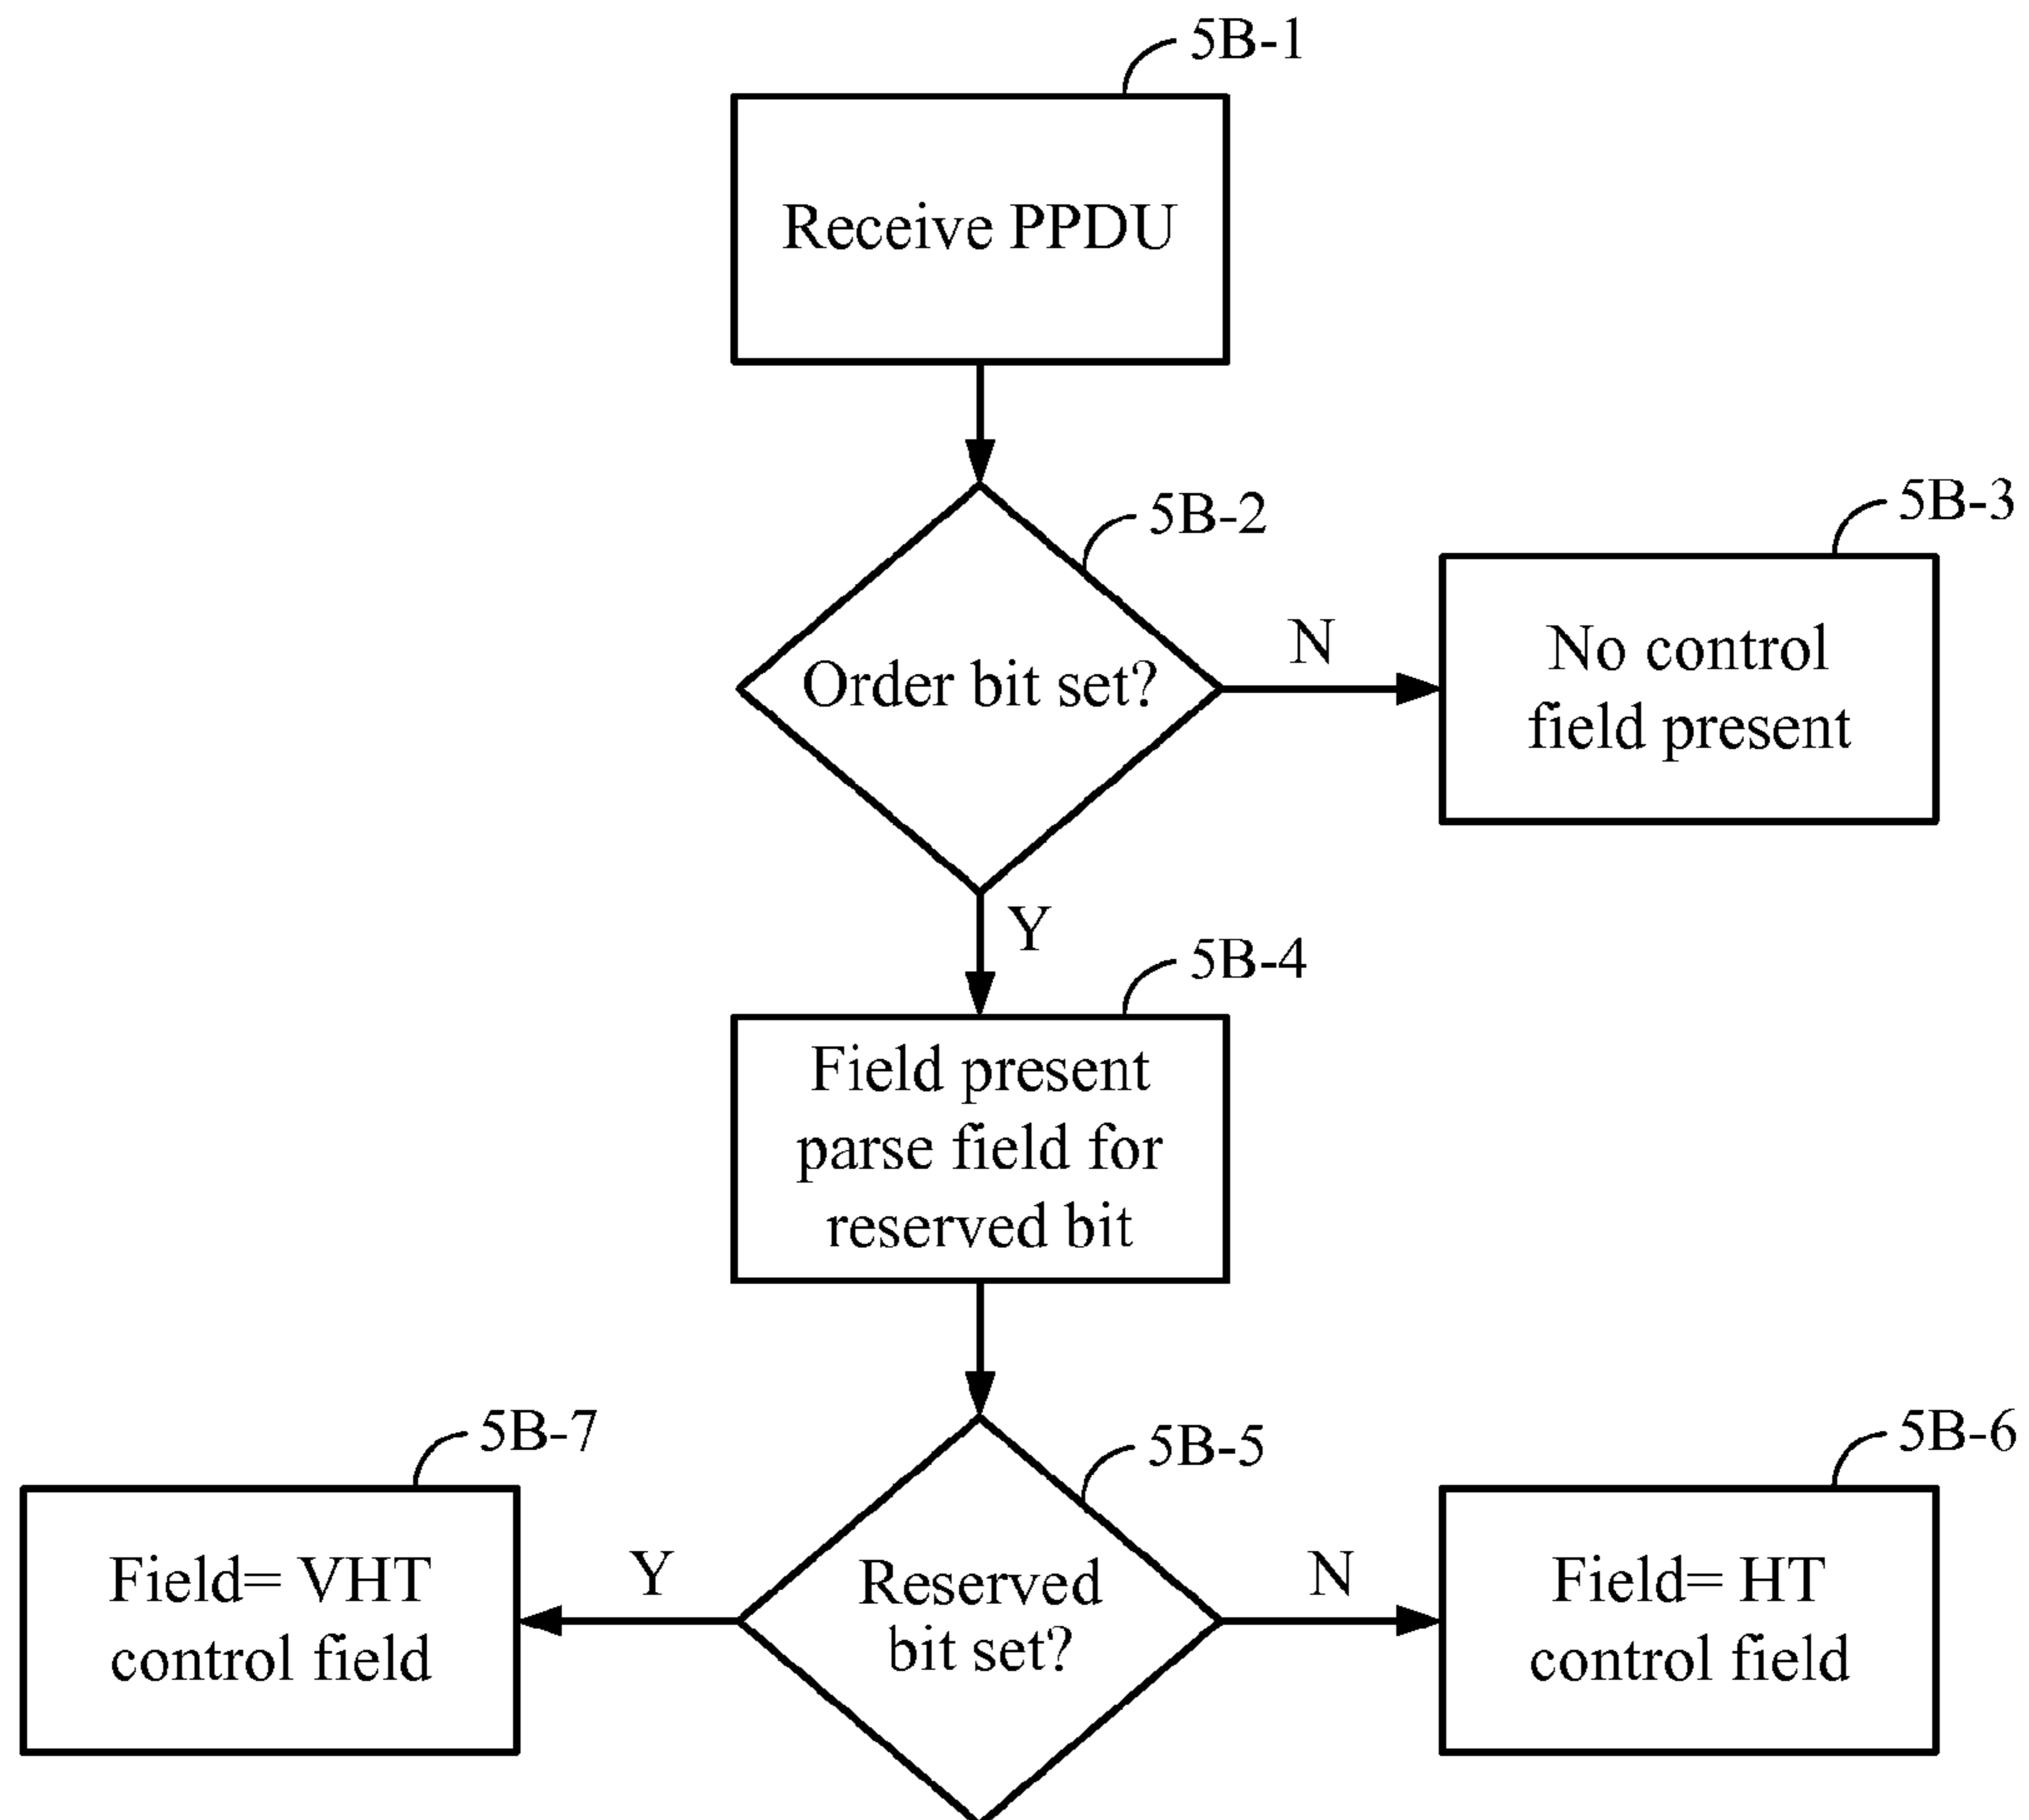 5B-1
Receive PPDU
5B-2
Order bit set?
N
5B-3
No control
field present
Y
5B-4
Field present
parse field for
reserved bit
5B-5
Reserved
bit set?
Y
5B-7
Field= VHT
control field
N
5B-6
Field= HT
control field